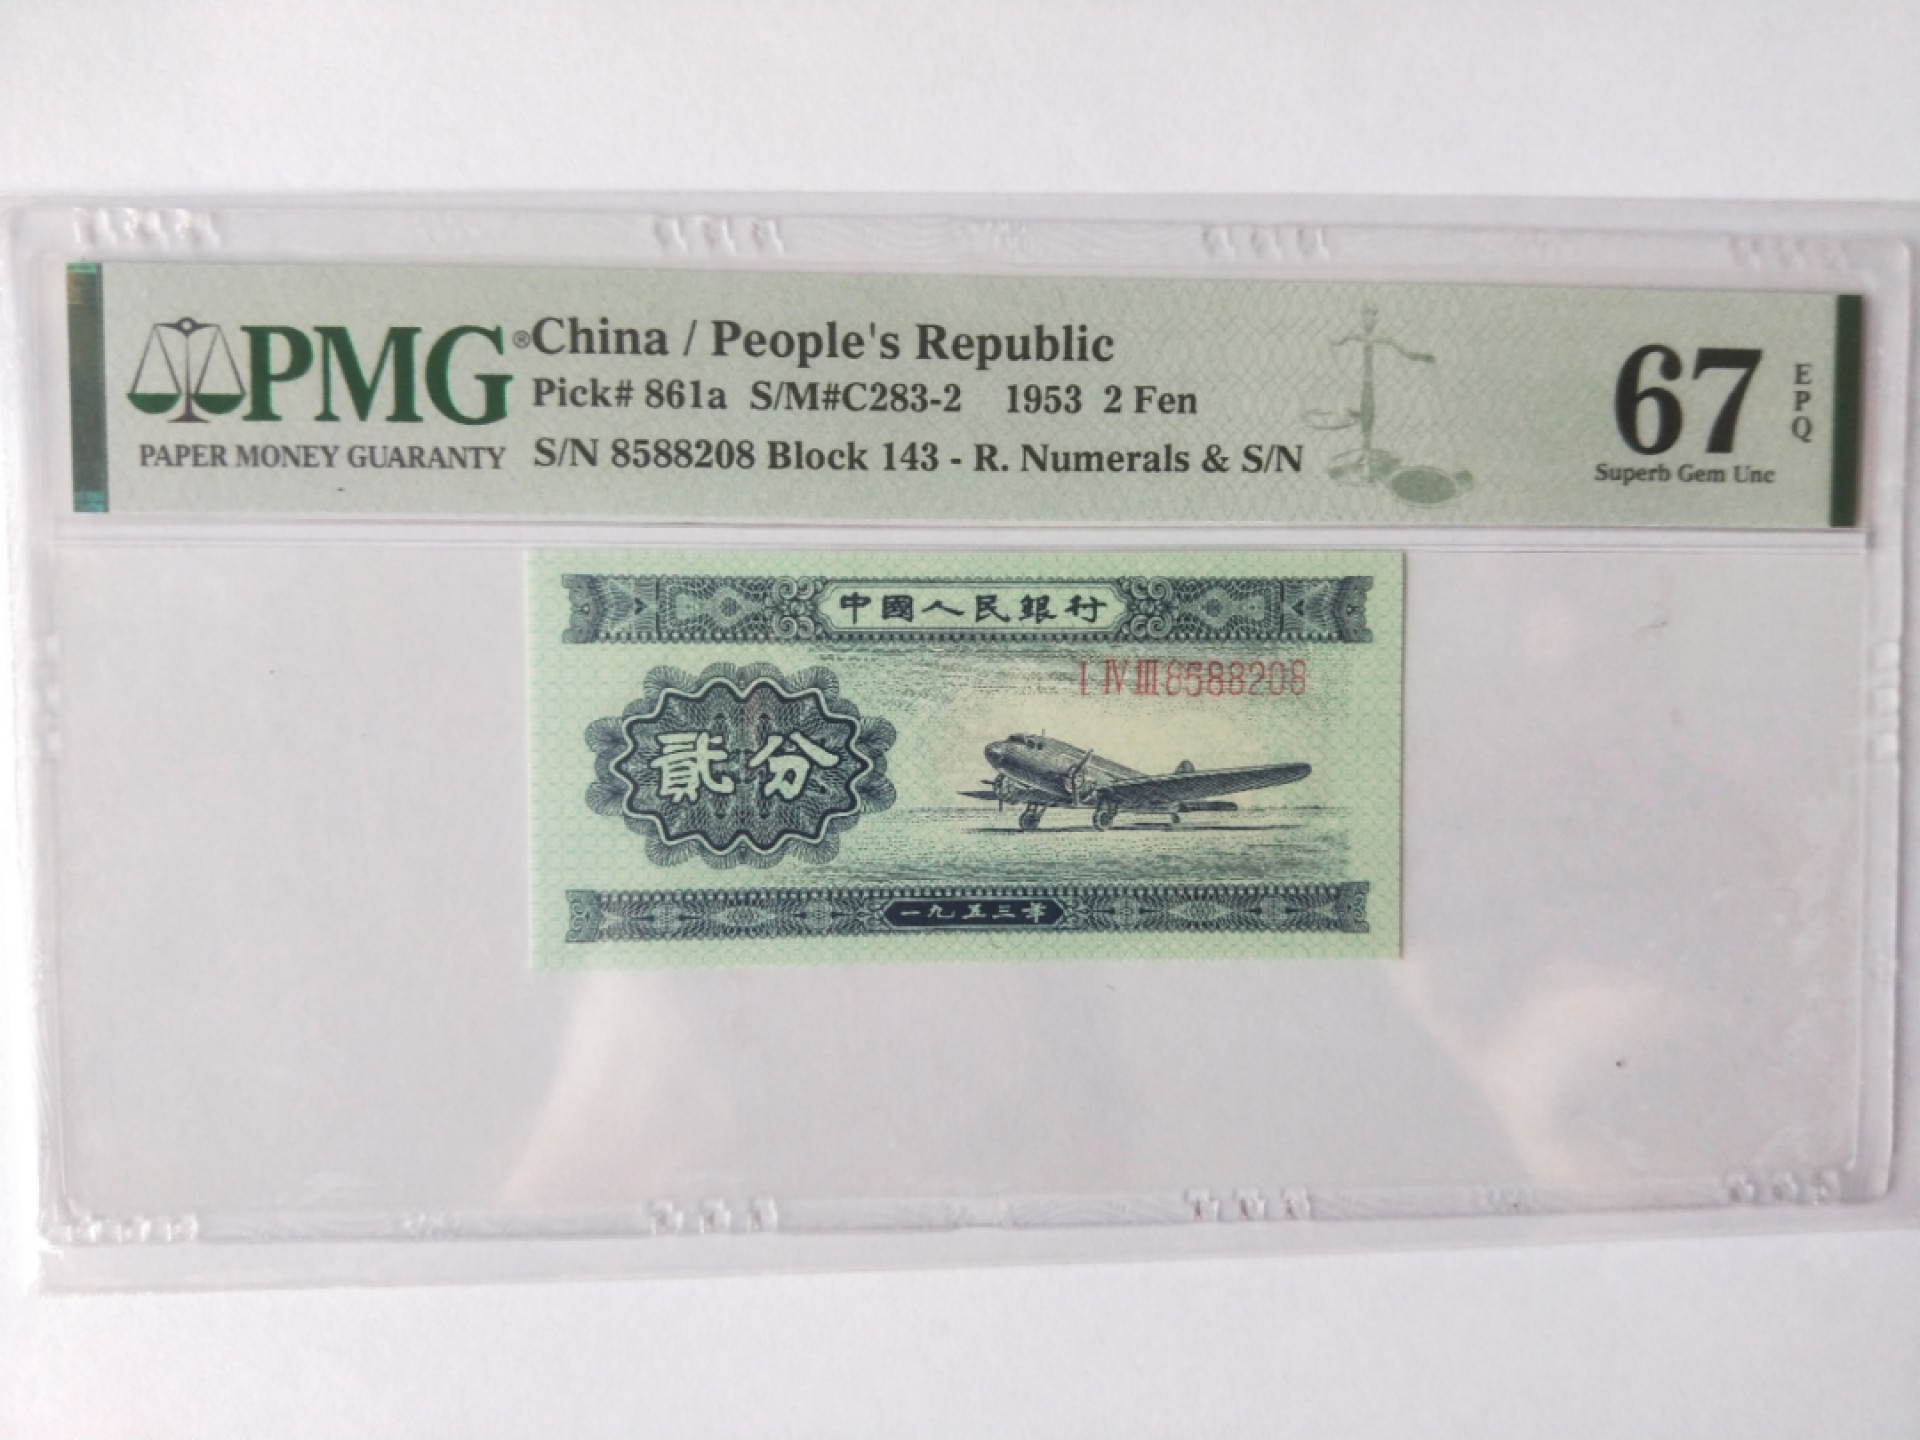 PMG®
PAPER MONEY GUARANTY
China / People's Republic
Pick# 861a S/M#C283-2 1953 2 Fen
S/N 8588208 Block 143 - R. Numerals & S/N
67
EPQ
Superb Gem Unc
中國人民銀行
I IV III 8588208
貳分
一九五三年